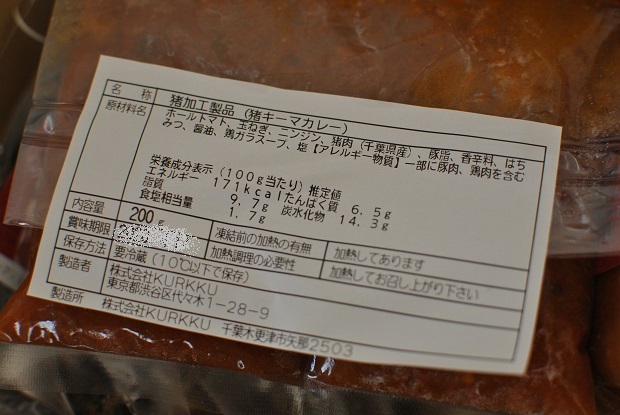 名 称 猪加工製品（猪キーマカレー）
原材料名 ホールトマト、玉ねぎ、ニンジン、猪肉（千葉県産）、豚脂、香辛料、はち
みつ、醤油、鶏ガラスープ、塩【アレルギー物質】一部に豚肉、鶏肉を含む
栄養成分表示（100g当たり）推定値
エネルギー 171kcal たんぱく質 6.5g
脂質 9.7g 炭水化物 14.3g
食塩相当量 1.7g
内容量 200g 凍結前の加熱の有無 加熱してあります
賞味期限 加熱調理の必要性 加熱してお召し上がり下さい
保存方法 要冷蔵（10℃以下で保存）
製造者 株式会社KURKKU
東京都渋谷区代々木1-28-9
製造所 株式会社KURKKU 千葉木更津市矢那2503